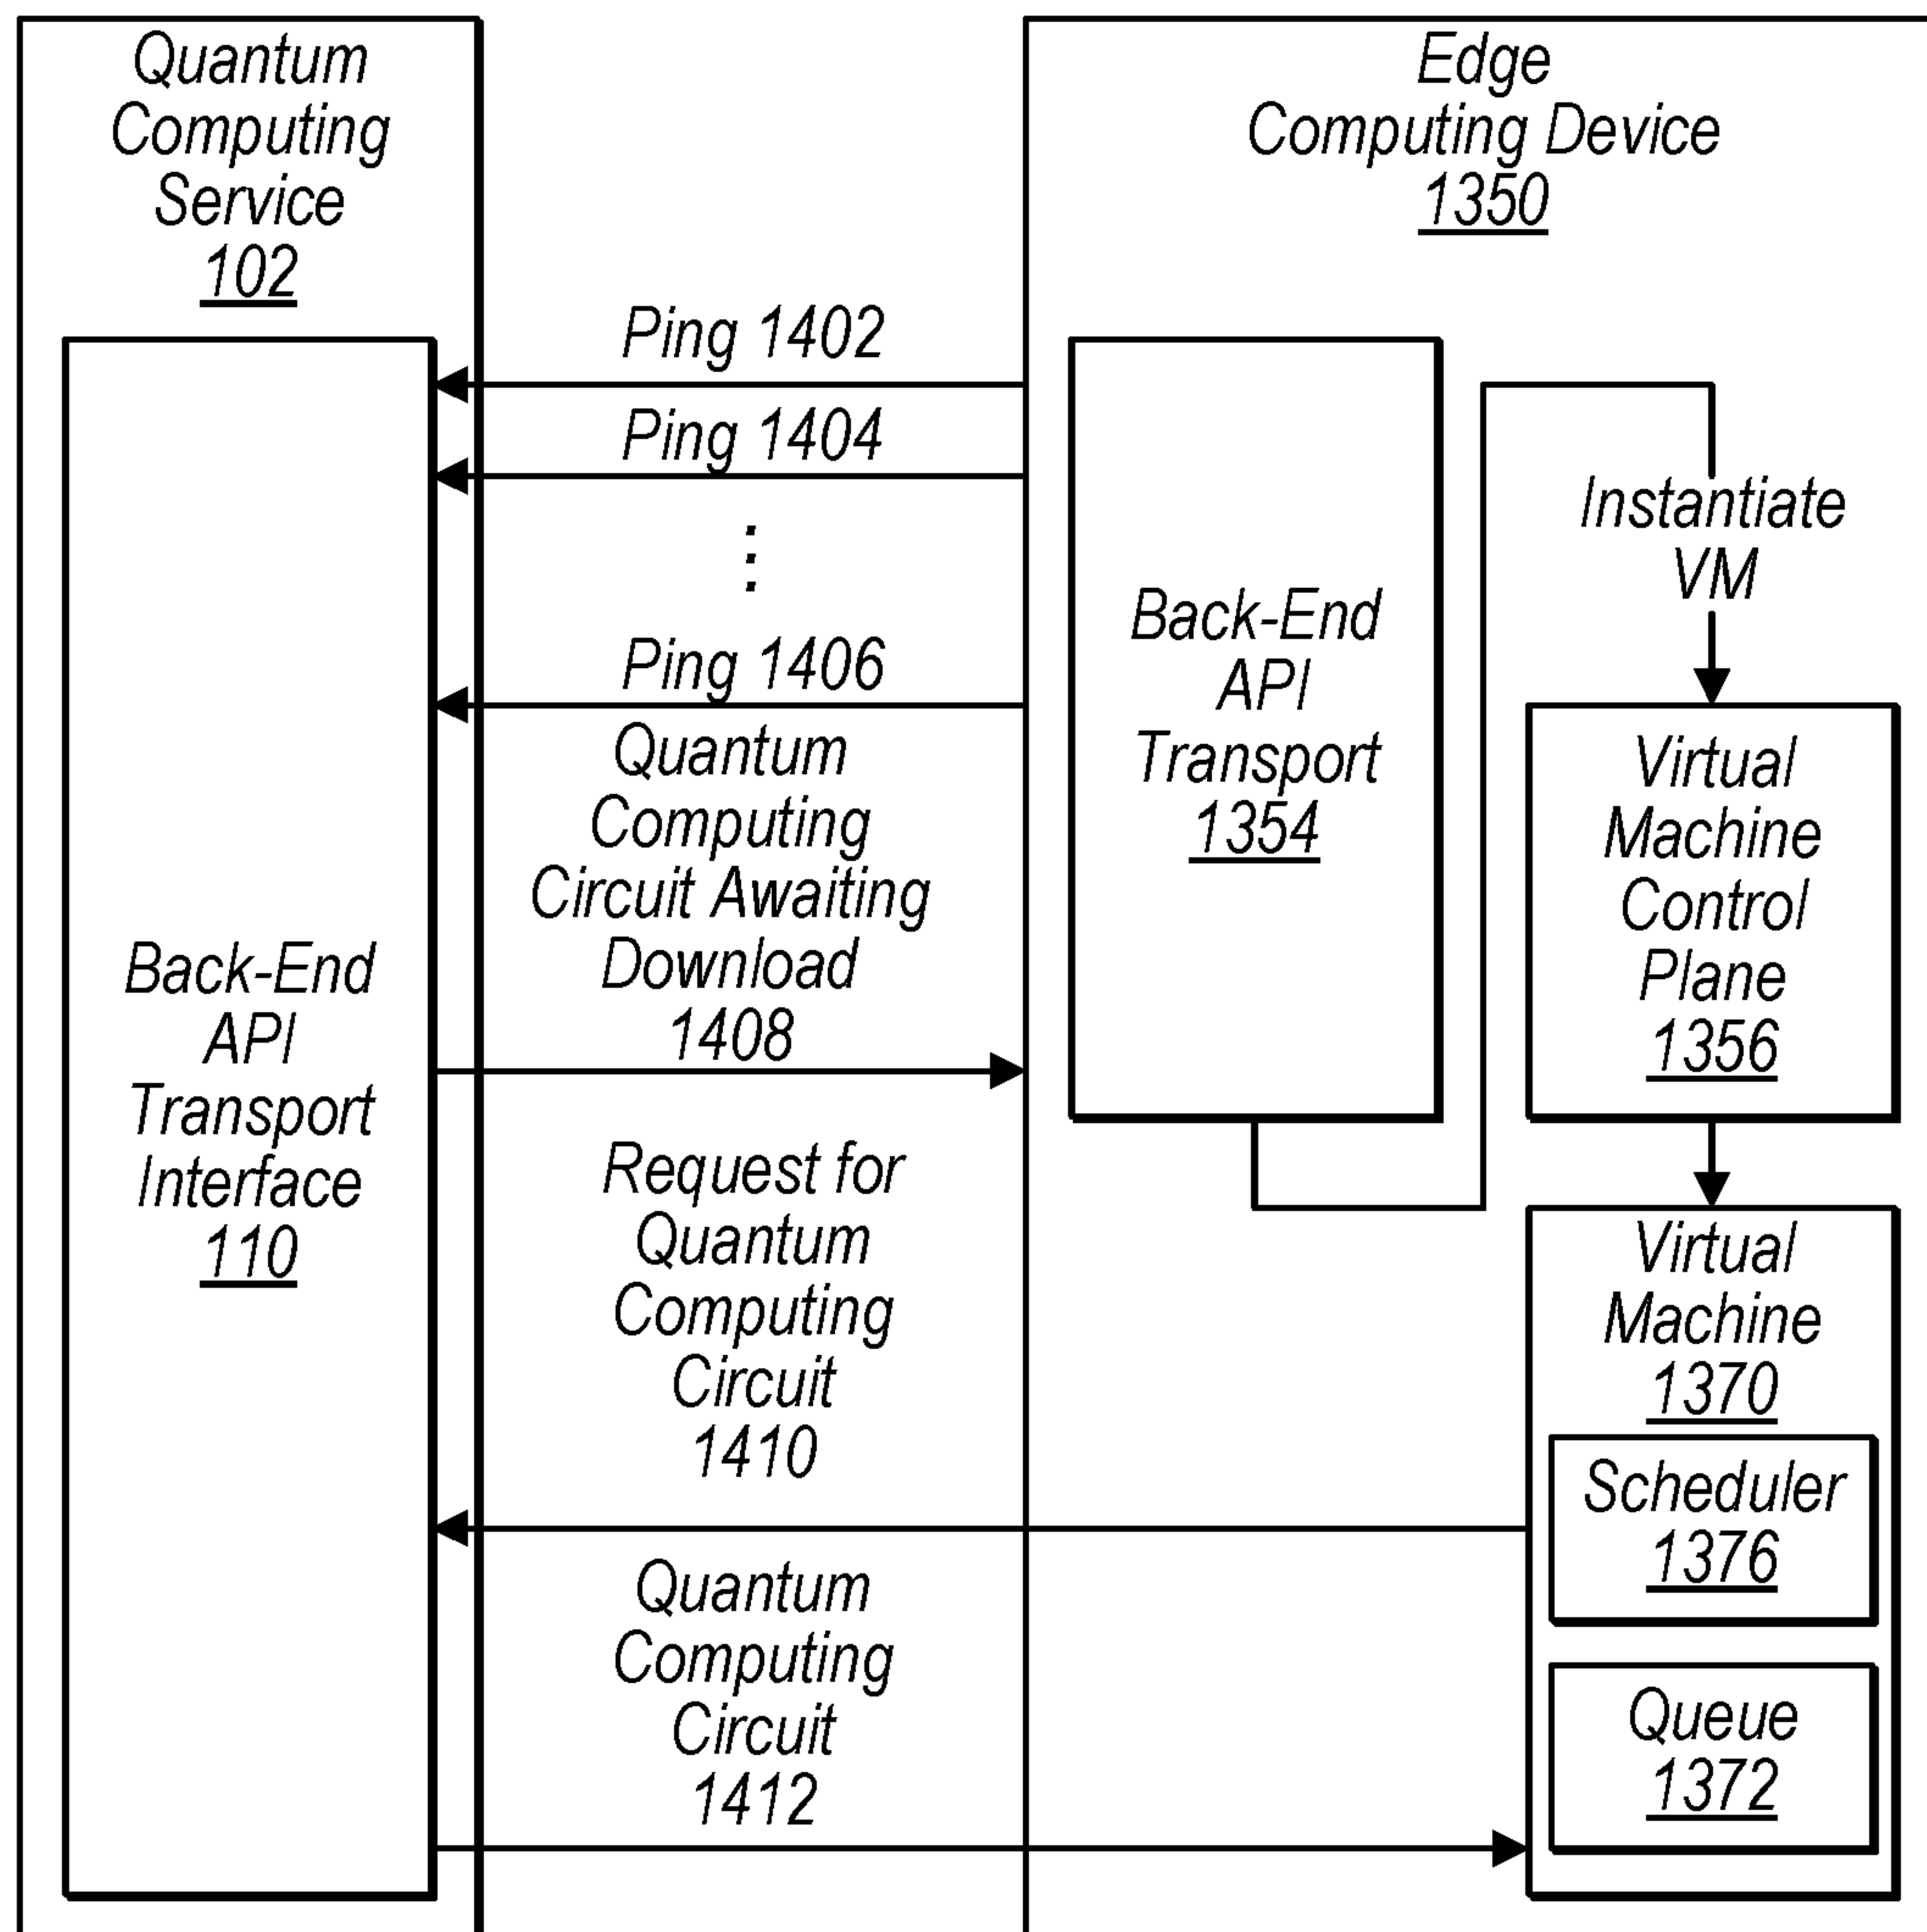 Quantum
Computing
Service
102
Back-End
API
Transport
Interface
110
Ping 1402
Ping 1404
Ping 1406
Quantum
Computing
Circuit Awaiting
Download
1408
Request for
Quantum
Computing
Circuit
1410
Quantum
Computing
Circuit
1412
Edge
Computing Device
1350
Back-End
API
Transport
1354
Instantiate
VM
Virtual
Machine
Control
Plane
1356
Virtual
Machine
1370
Scheduler
1376
Queue
1372